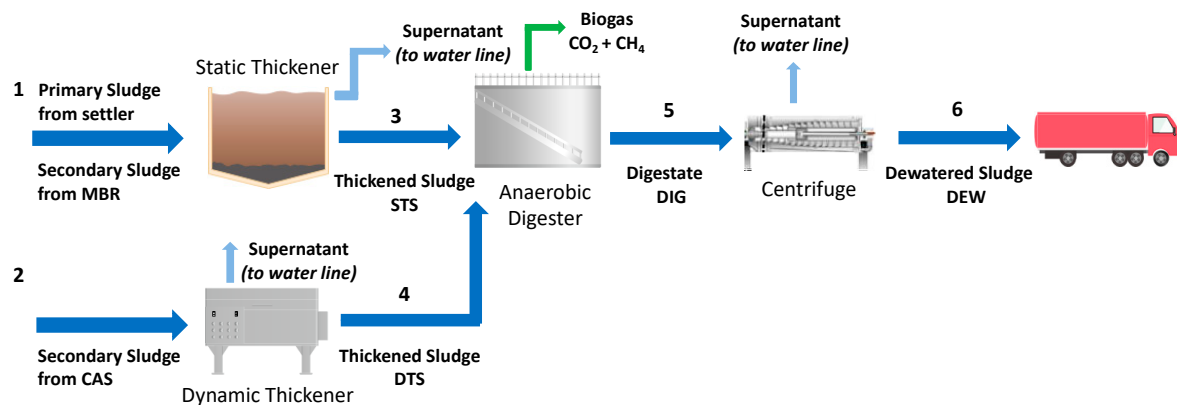 1
Primary Sludge
from settler
Secondary Sludge
from MBR
Static Thickener
Supernatant
(to water line)
3
Thickened Sludge
STS
Biogas
CO₂ + CH₄
Anaerobic
Digester
5
Digestate
DIG
Supernatant
(to water line)
Centrifuge
6
Dewatered Sludge
DEW
2
Secondary Sludge
from CAS
Supernatant
(to water line)
Dynamic Thickener
4
Thickened Sludge
DTS